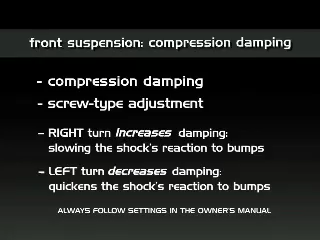 front suspension: compression damping
- compression damping
- screw-type adjustment
- RIGHT turn increases damping:
slowing the shock's reaction to bumps
- LEFT turn decreases damping:
quickens the shock's reaction to bumps
ALWAYS FOLLOW SETTINGS IN THE OWNER'S MANUAL